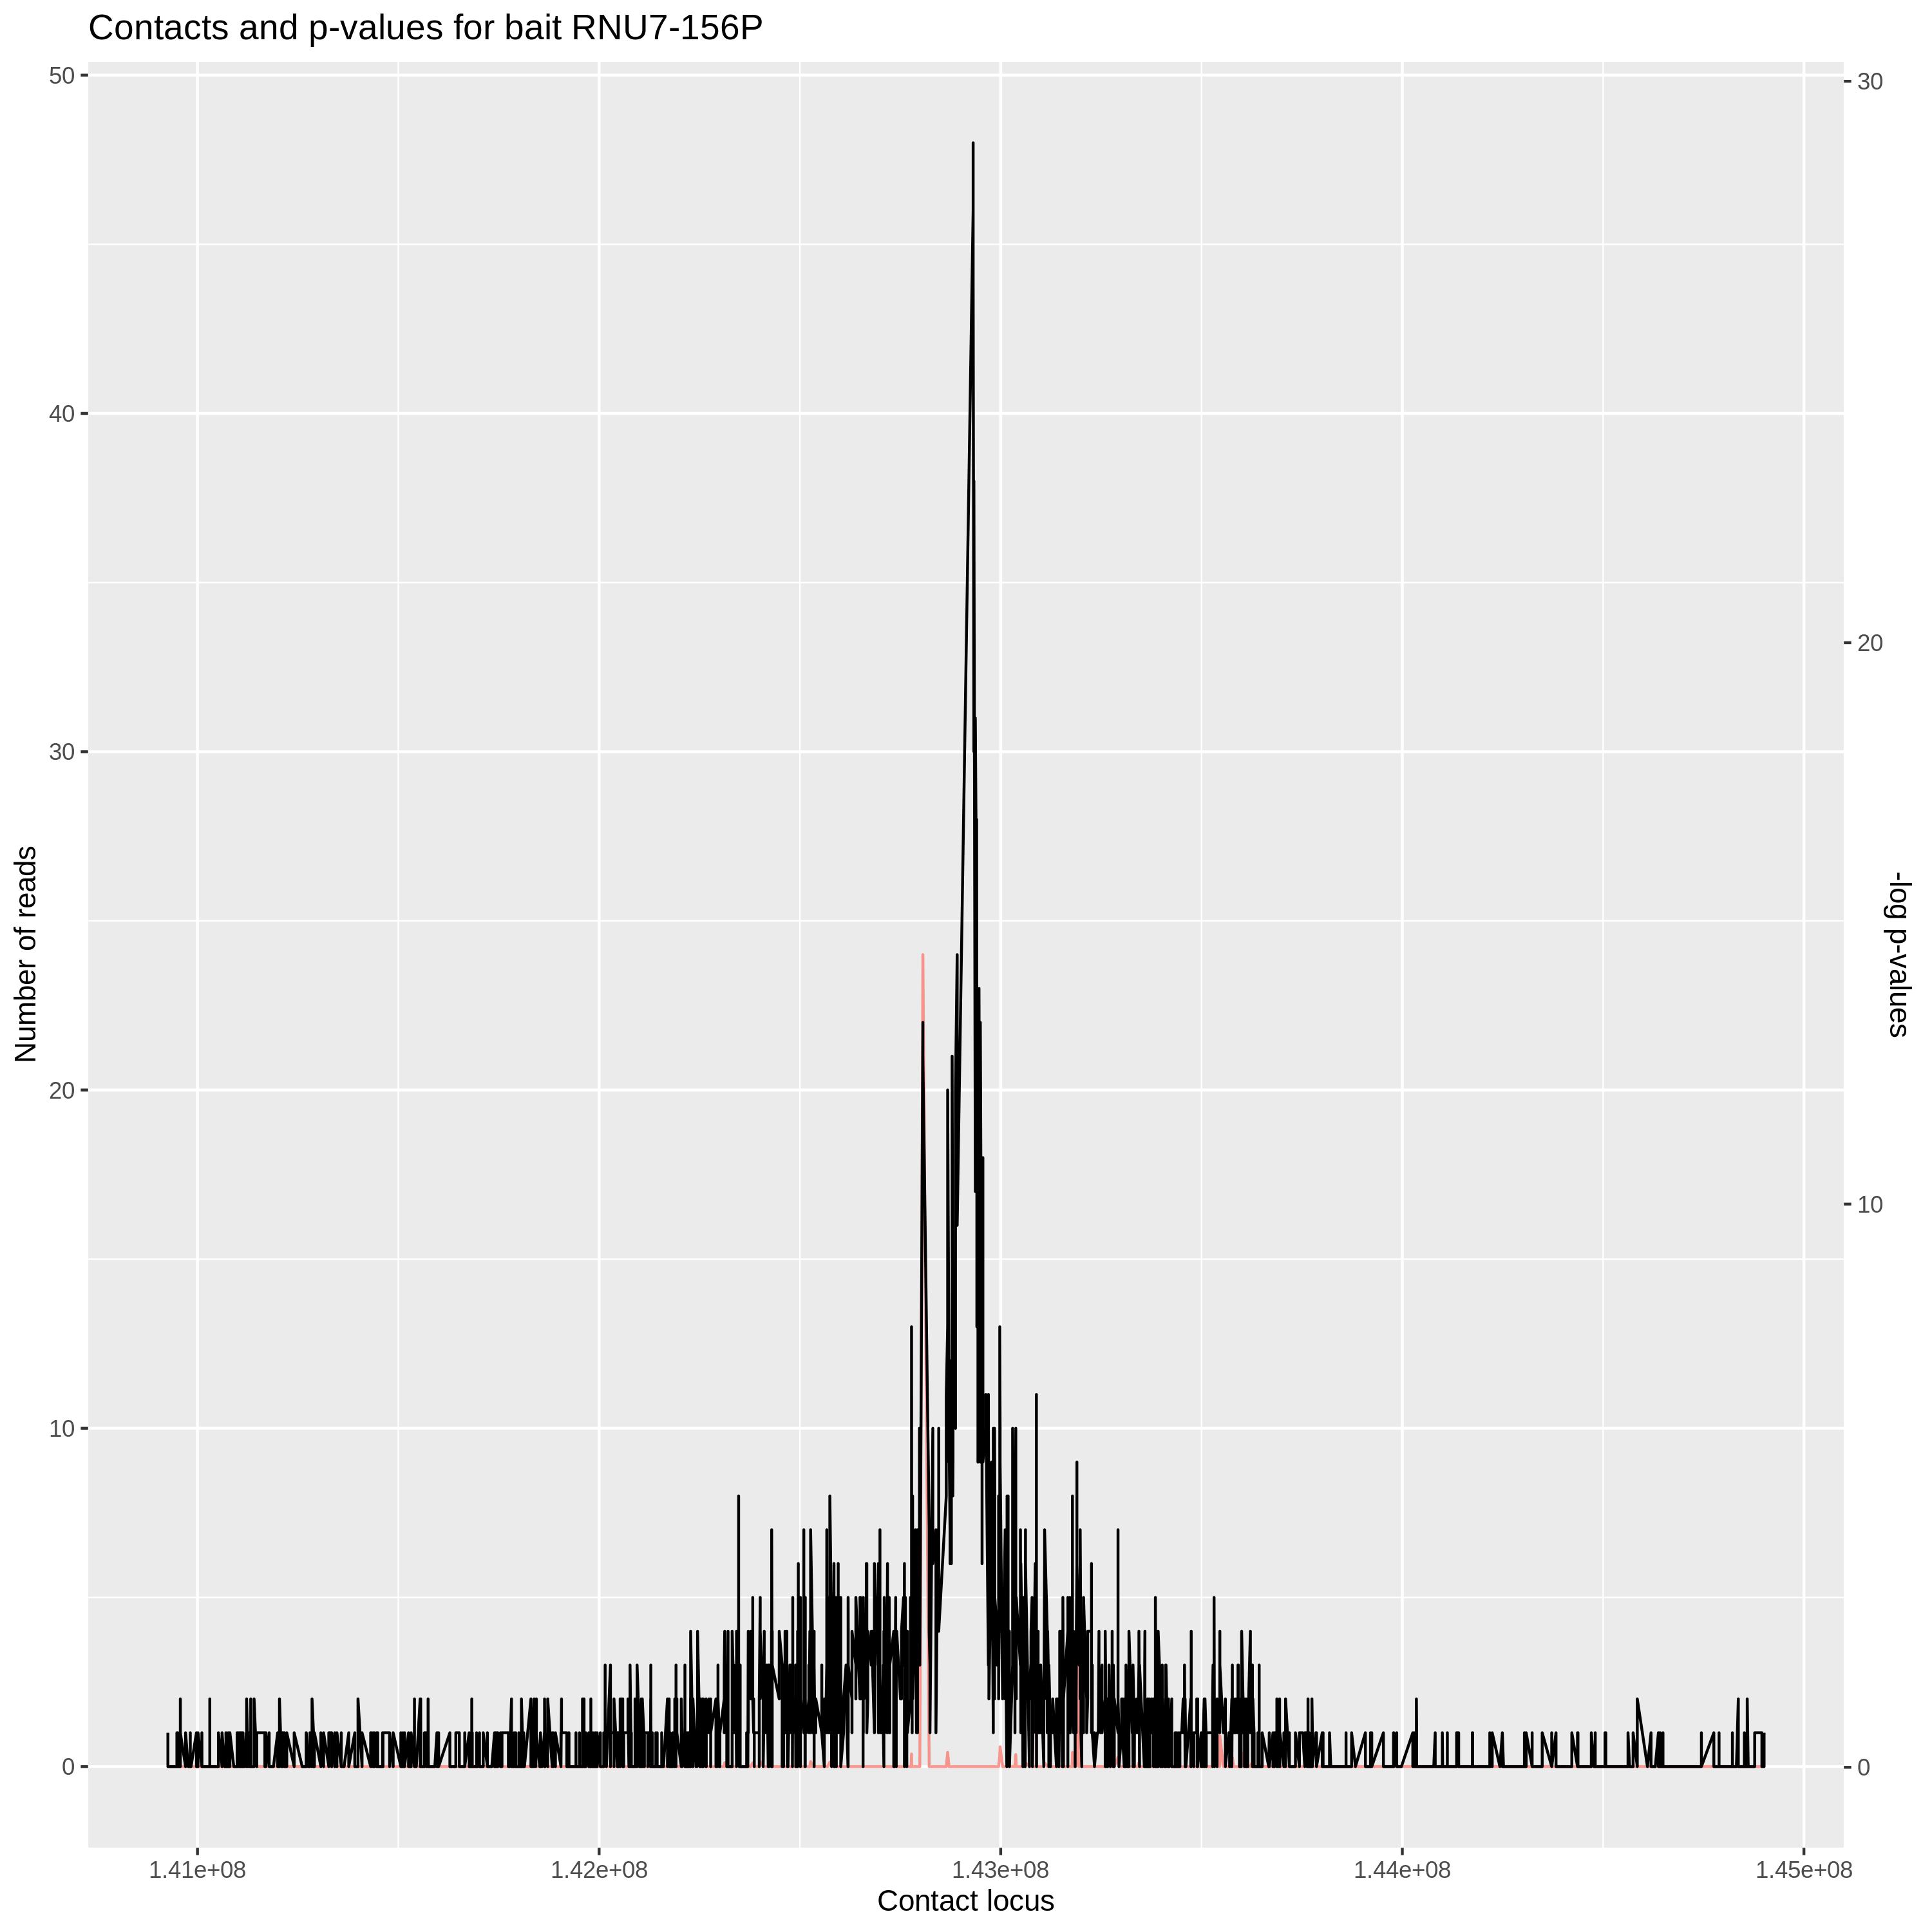 Contacts and p-values for bait RNU7-156P
50
40
30
20
10
0
Number of reads
30
20
10
0
-log p-values
1.41e+08 1.42e+08 1.43e+08 1.44e+08 1.45e+08
Contact locus